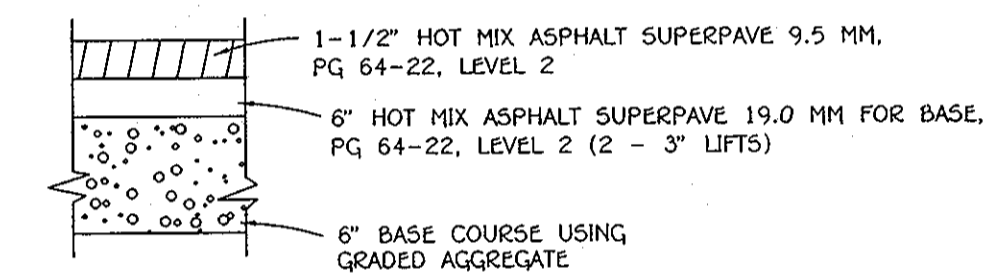 1-1/2" HOT MIX ASPHALT SUPERPAVE 9.5 MM,
PG 64-22, LEVEL 2
6" HOT MIX ASPHALT SUPERPAVE 19.0 MM FOR BASE,
PG 64-22, LEVEL 2 (2 - 3" LIFTS)
6" BASE COURSE USING
GRADED AGGREGATE